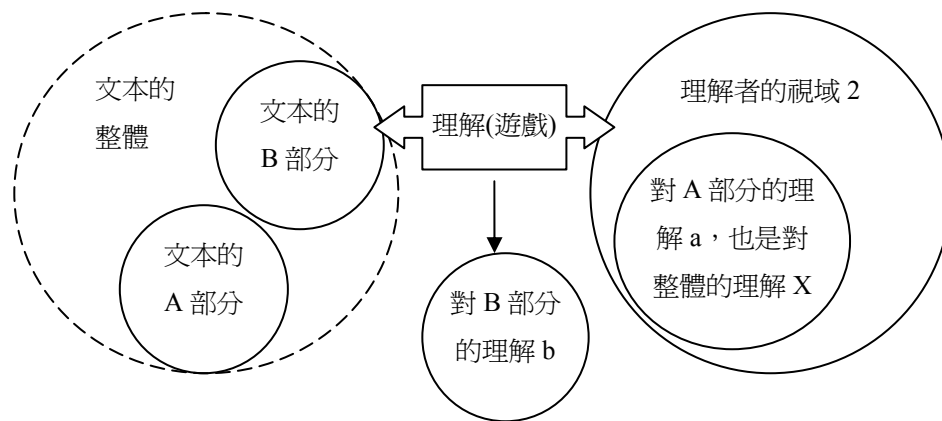 文本的
整體
文本的
B 部分
文本的
A 部分
理解(遊戲)
對 B 部分
的理解 b
理解者的視域 2
對 A 部分的理
解 a，也是對
整體的理解 X